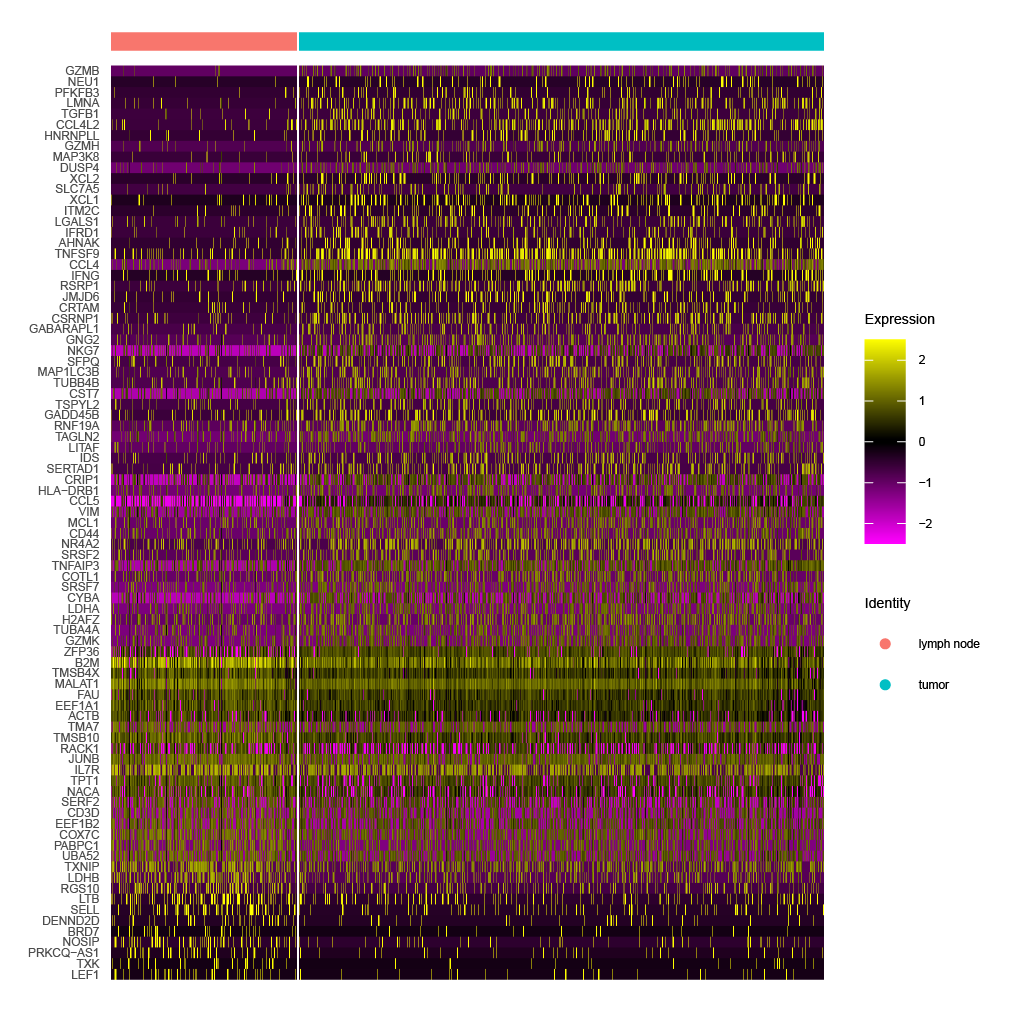 GZMB
NEU1
PFKFB3
LMNA
TGFB1
CCL4L2
HNRNPLL
GZMH
MAP3K8
DUSP4
XCL2
SLC7A5
XCL1
ITM2C
LGALS1
IFRD1
AHNAK
TNFSF9
CCL4
IFNG
RSRP1
JMJD6
CRTAM
CSRNP1
GABARAPL1
GNG2
NKG7
SFPQ
MAP1LC3B
TUBB4B
CST7
TSPYL2
GADD45B
RNF19A
TAGLN2
LITAF
IDS
SERTAD1
CRIP1
HLA−DRB1
CCL5
VIM
MCL1
CD44
NR4A2
SRSF2
TNFAIP3
COTL1
SRSF7
CYBA
LDHA
H2AFZ
TUBA4A
GZMK
ZFP36
B2M
TMSB4X
MALAT1
FAU
EEF1A1
ACTB
TMA7
TMSB10
RACK1
JUNB
IL7R
TPT1
NACA
SERF2
CD3D
EEF1B2
COX7C
PABPC1
UBA52
TXNIP
LDHB
RGS10
LTB
SELL
DENND2D
BRD7
NOSIP
PRKCQ−AS1
TXK
LEF1
Expression
2
1
0
−1
−2
Identity
lymph node
tumor